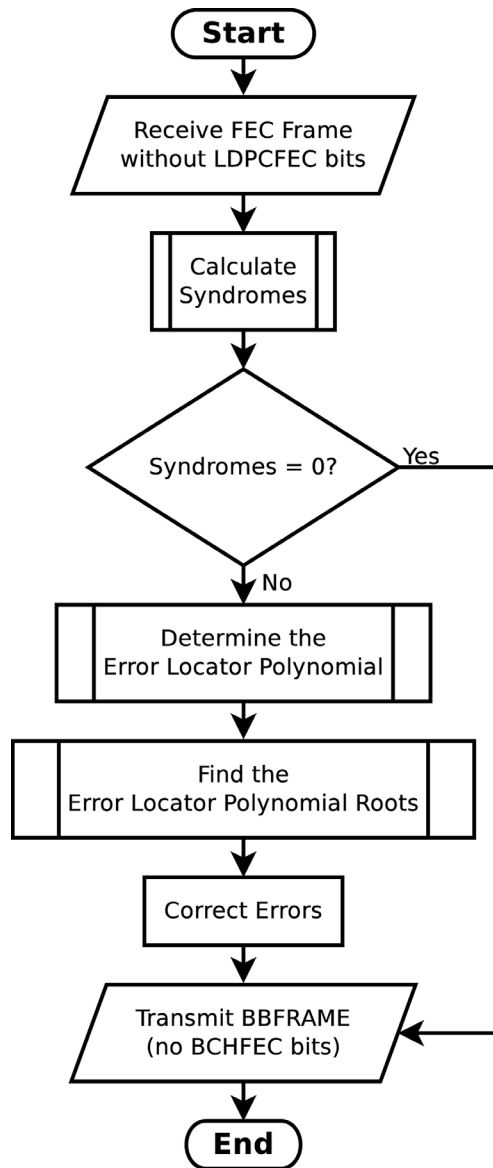 Start
Receive FEC Frame
without LDPCFEC bits
Calculate
Syndromes
Syndromes = 0?
Yes
No
Determine the
Error Locator Polynomial
Find the
Error Locator Polynomial Roots
Correct Errors
Transmit BBFRAME
(no BCHFEC bits)
End